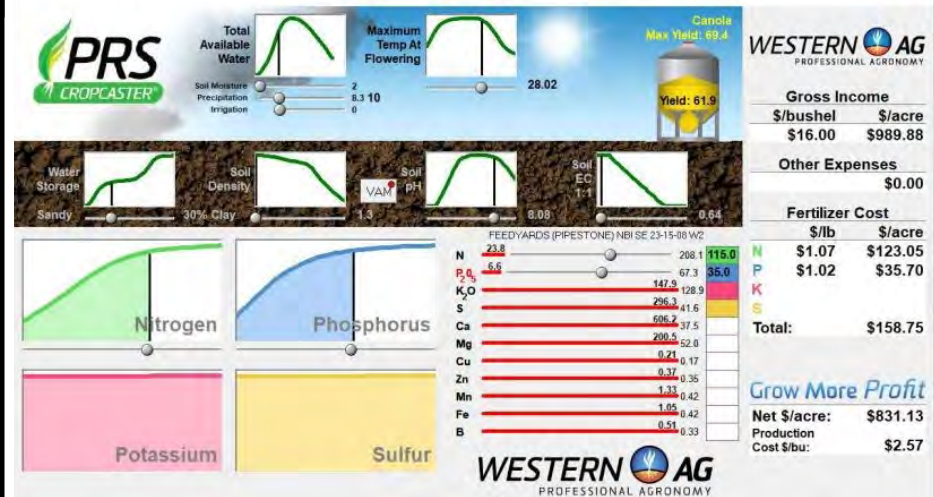 PRS
CROPCASTER®
Total Available Water
Soil Moisture 2
Precipitation 8.3 10
Irrigation 0
Maximum Temp At Flowering
28.02
Canola
Max Yield: 69.4
Yield: 61.9
WESTERN AG
PROFESSIONAL AGRONOMY
Gross Income
$/bushel $/acre
$16.00 $989.88
Other Expenses
$0.00
Fertilizer Cost
$/lb $/acre
N $1.07 $123.05
P $1.02 $35.70
K
S
Total: $158.75
Grow More Profit
Net $/acre: $831.13
Production
Cost $/bu: $2.57
Water Storage
Sandy 30% Clay
Soil Density
1.3
VAM
Soil pH
8.08
Soil EC 1:1
0.64
Nitrogen
Phosphorus
Potassium
Sulfur
FEEDYARDS (PIPESTONE) NBI SE 23-15-08 W2
N 23.8 208.1 115.0
P2O5 6.6 67.3 35.0
K2O 147.9 128.9
S 296.3 41.6
Ca 606.2 37.5
Mg 200.5 52.0
Cu 0.21 0.17
Zn 0.37 0.35
Mn 1.33 0.42
Fe 1.05 0.42
B 0.51 0.33
WESTERN AG
PROFESSIONAL AGRONOMY